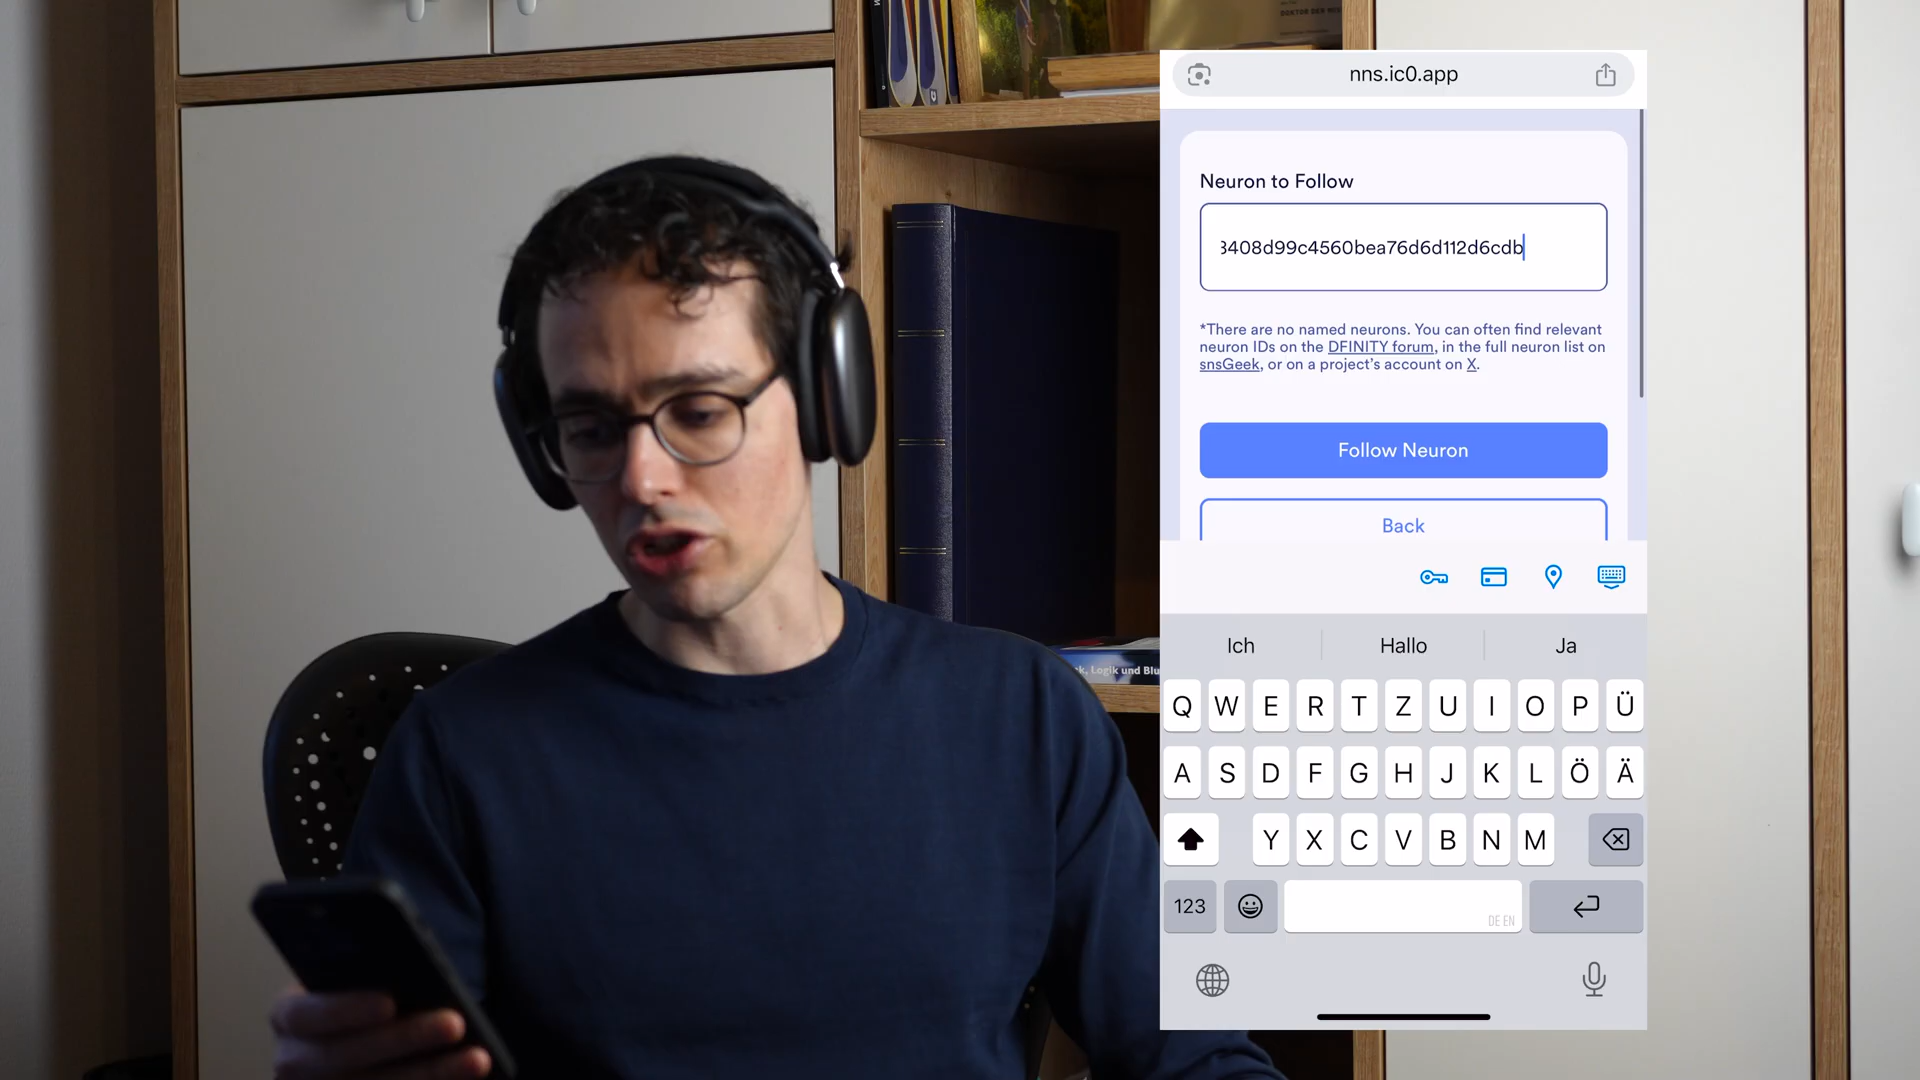 DOKTOR DER
nns.ic0.app
Neuron to Follow
3408d99c4560bea76d6d112d6cdb
*There are no named neurons. You can often find relevant
neuron IDs on the DFINITY forum, in the full neuron list on
snsGeek, or on a project's account on X.
Follow Neuron
Back
Ich Hallo Ja
k, Logik und Blu
Q W E R T Z U I O P Ü
A S D F G H J K L Ö Ä
Y X C V B N M
123
DE EN